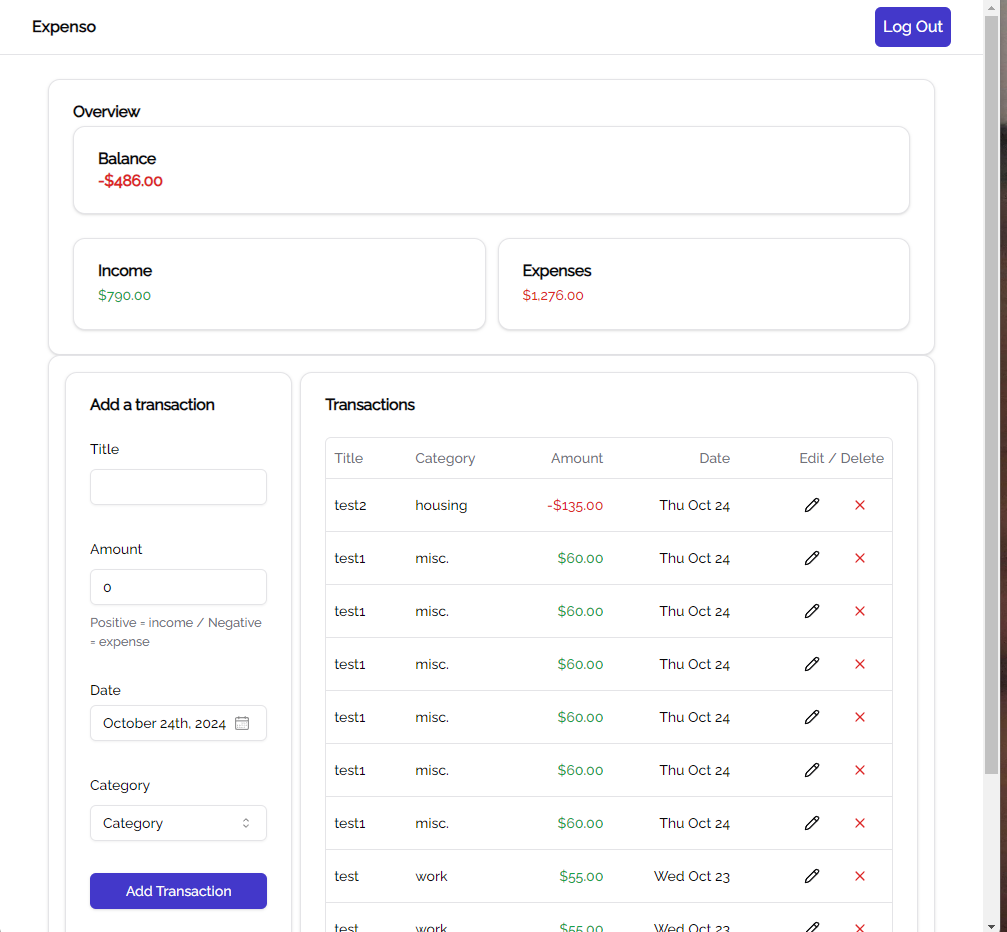 Expenso
Log Out
Overview
Balance
-$486.00
Income
$790.00
Expenses
$1,276.00
Add a transaction
Title
Amount
0
Positive = income / Negative
= expense
Date
October 24th, 2024
Category
Category
Add Transaction
Transactions
Title Category Amount Date Edit / Delete
test2 housing -$135.00 Thu Oct 24
test1 misc. $60.00 Thu Oct 24
test1 misc. $60.00 Thu Oct 24
test1 misc. $60.00 Thu Oct 24
test1 misc. $60.00 Thu Oct 24
test1 misc. $60.00 Thu Oct 24
test1 misc. $60.00 Thu Oct 24
test work $55.00 Wed Oct 23
test work $55.00 Wed Oct 23